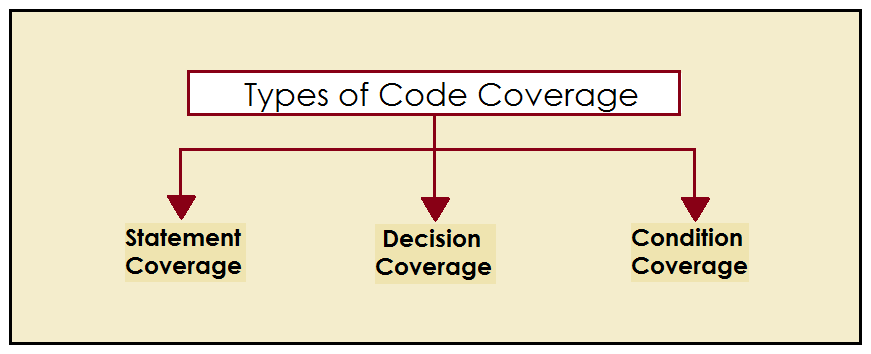 Types of Code Coverage
Statement
Coverage
Decision
Coverage
Condition
Coverage